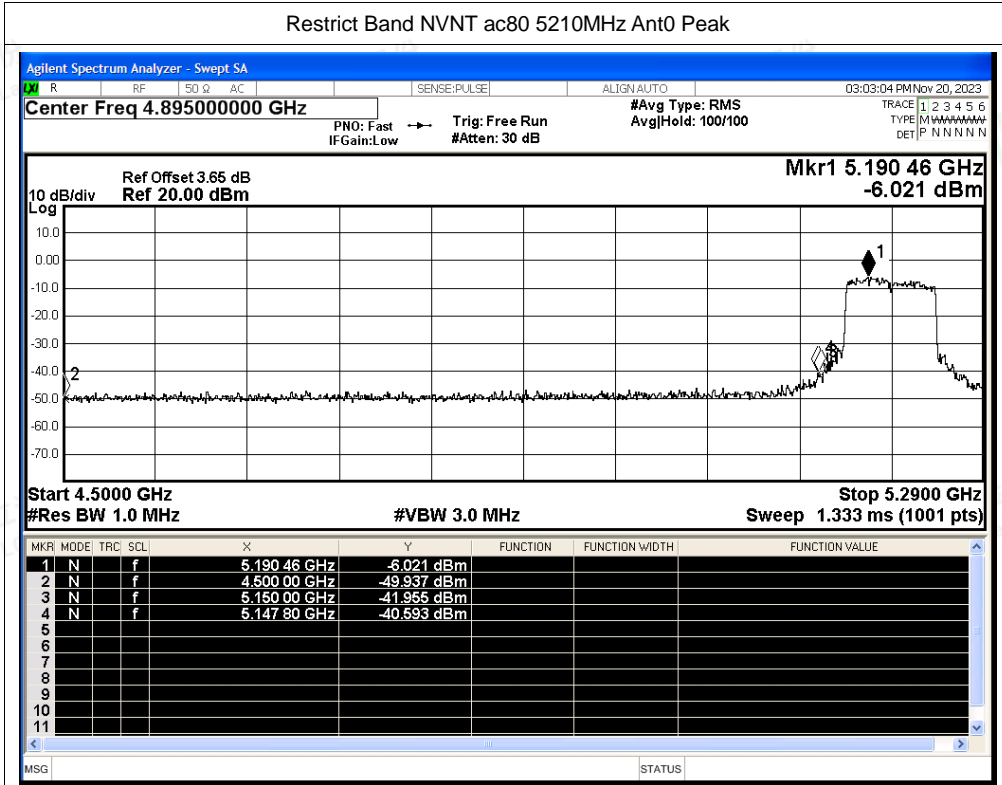 Restrict Band NVNT ac80 5210MHz Ant0 Peak
Agilent Spectrum Analyzer - Swept SA
LXI R RF 50 Ω AC SENSE:PULSE ALIGN AUTO 03:03:04 PM Nov 20, 2023
Center Freq 4.895000000 GHz #Avg Type: RMS TRACE 1 2 3 4 5 6
PNO: Fast Trig: Free Run Avg|Hold: 100/100 TYPE M WWWWW
IFGain:Low #Atten: 30 dB DET P N N N N N
Mkr1 5.190 46 GHz
-6.021 dBm
Ref Offset 3.65 dB
10 dB/div Ref 20.00 dBm
Log
10.0
0.00
-10.0
-20.0
-30.0
-40.0
-50.0
-60.0
-70.0
1
2
Start 4.5000 GHz Stop 5.2900 GHz
#Res BW 1.0 MHz #VBW 3.0 MHz Sweep 1.333 ms (1001 pts)
MKR MODE TRC SCL X Y FUNCTION FUNCTION WIDTH FUNCTION VALUE
1 N f 5.190 46 GHz -6.021 dBm
2 N f 4.500 00 GHz -49.937 dBm
3 N f 5.150 00 GHz -41.955 dBm
4 N f 5.147 80 GHz -40.593 dBm
5
6
7
8
9
10
11
MSG STATUS